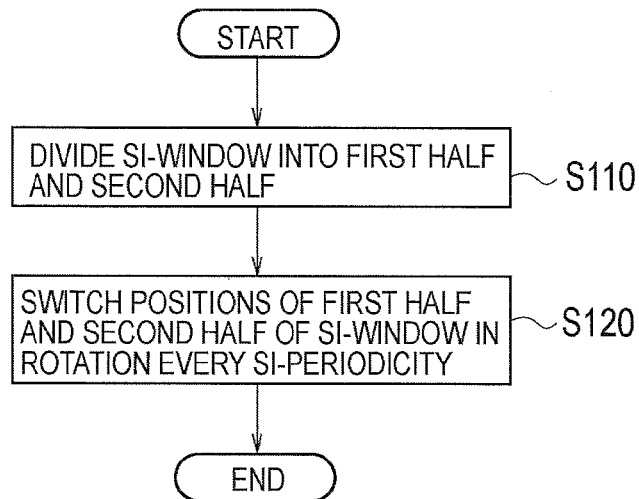 START
DIVIDE SI-WINDOW INTO FIRST HALF
AND SECOND HALF
S110
SWITCH POSITIONS OF FIRST HALF
AND SECOND HALF OF SI-WINDOW IN
ROTATION EVERY SI-PERIODICITY
S120
END